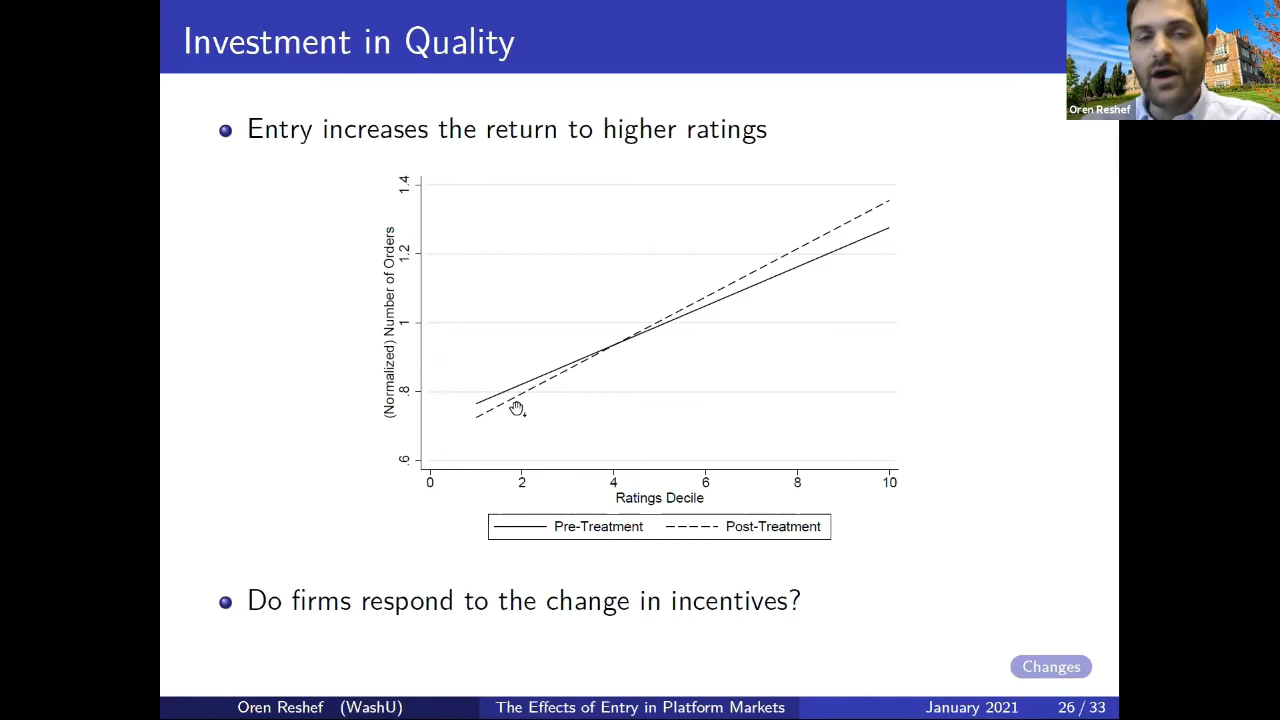 Investment in Quality
Oren Reshef
Entry increases the return to higher ratings
1.4
1.2
1
.8
.6
(Normalized) Number of Orders
0 2 4 6 8 10
Ratings Decile
Pre-Treatment Post-Treatment
Do firms respond to the change in incentives?
Changes
Oren Reshef (WashU) The Effects of Entry in Platform Markets January 2021 26 / 33